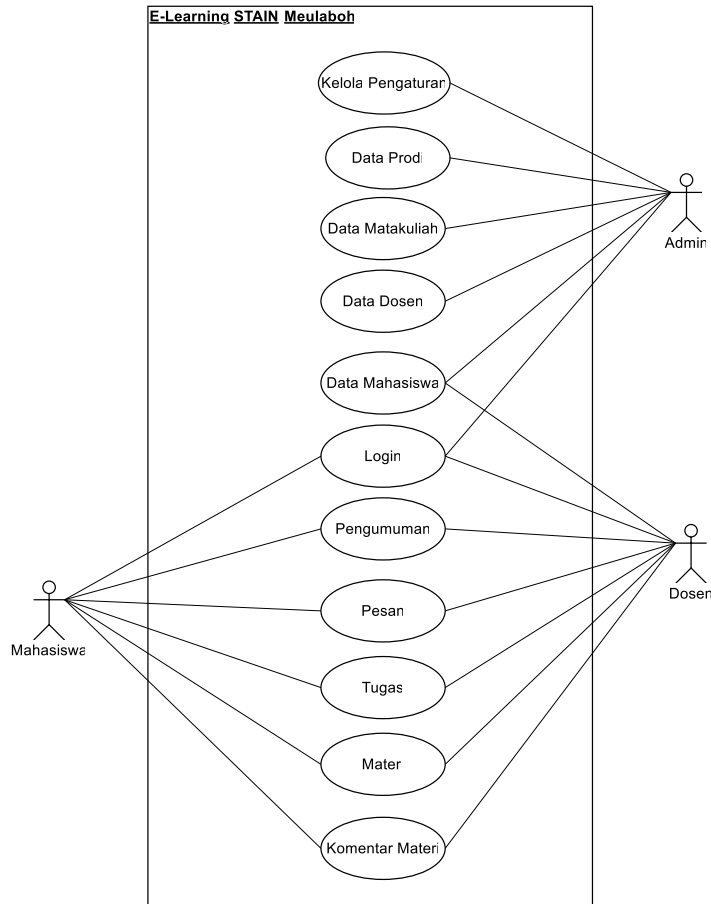 E-Learning STAIN Meulaboh
Kelola Pengaturan
Data Prodi
Data Matakuliah
Admin
Data Dosen
Data Mahasiswa
Login
Pengumuman
Dosen
Pesan
Mahasiswa
Tugas
Mater
Komentar Materi